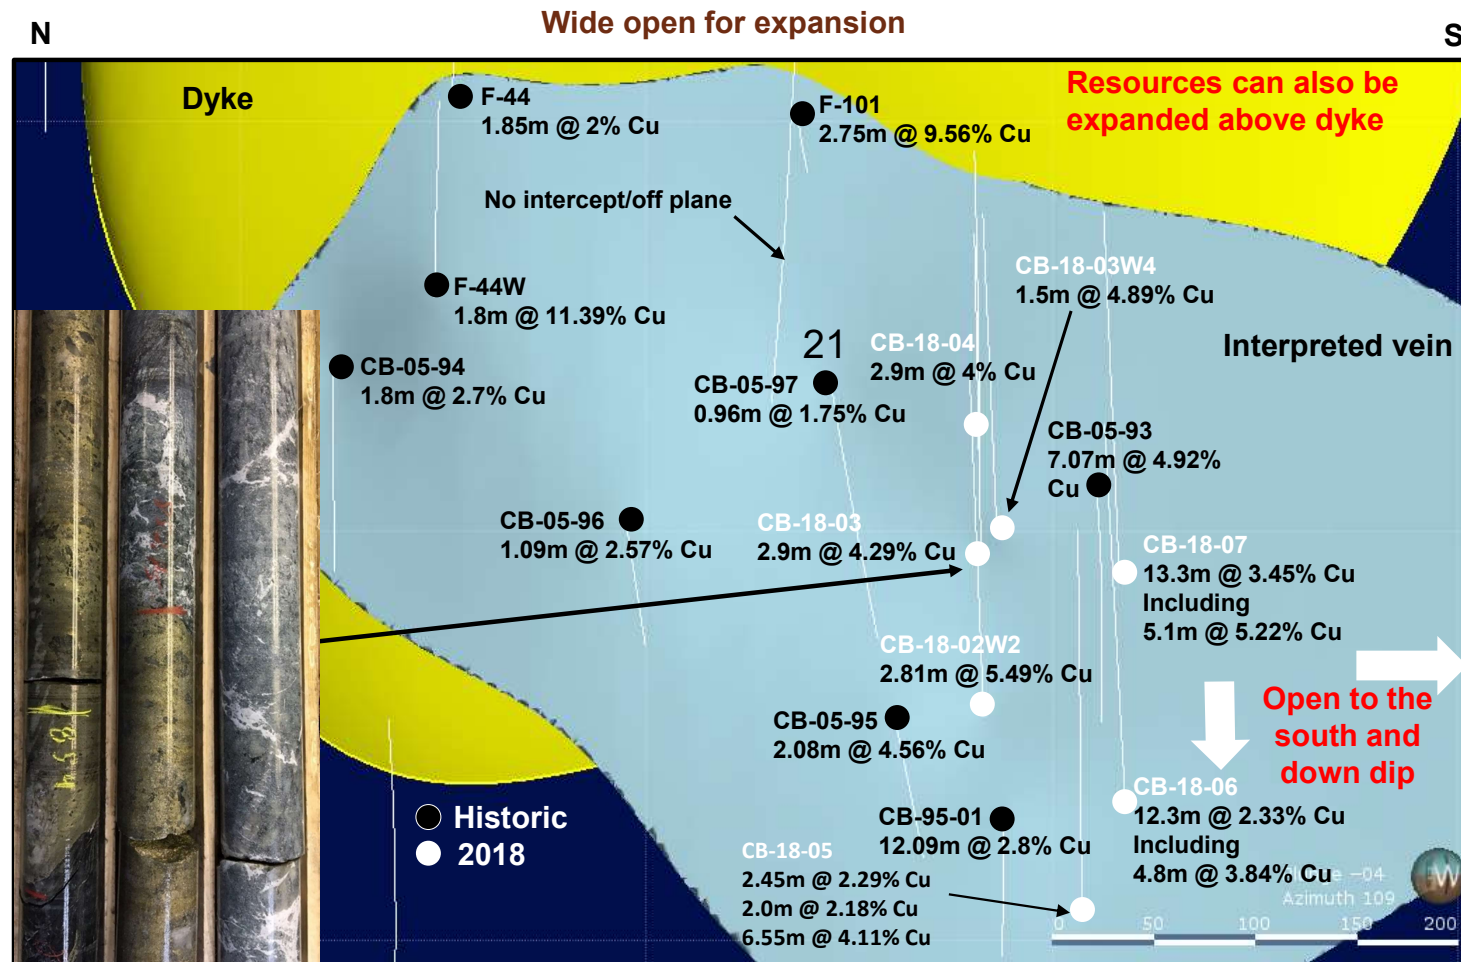 Wide open for expansion
N
S
Dyke
F-44
1.85m @ 2% Cu
F-101
2.75m @ 9.56% Cu
Resources can also be
expanded above dyke
No intercept/off plane
F-44W
1.8m @ 11.39% Cu
CB-18-03W4
1.5m @ 4.89% Cu
CB-05-94
1.8m @ 2.7% Cu
21
CB-05-97
0.96m @ 1.75% Cu
CB-18-04
2.9m @ 4% Cu
Interpreted vein
CB-05-93
7.07m @ 4.92%
Cu
CB-05-96
1.09m @ 2.57% Cu
CB-18-03
2.9m @ 4.29% Cu
CB-18-07
13.3m @ 3.45% Cu
Including
5.1m @ 5.22% Cu
CB-18-02W2
2.81m @ 5.49% Cu
CB-05-95
2.08m @ 4.56% Cu
Open to the
south and
down dip
CB-18-06
12.3m @ 2.33% Cu
Including
4.8m @ 3.84% Cu
Historic
2018
CB-95-01
12.09m @ 2.8% Cu
CB-18-05
2.45m @ 2.29% Cu
2.0m @ 2.18% Cu
6.55m @ 4.11% Cu
-04
Azimuth 109
W
0 50 100 150 200